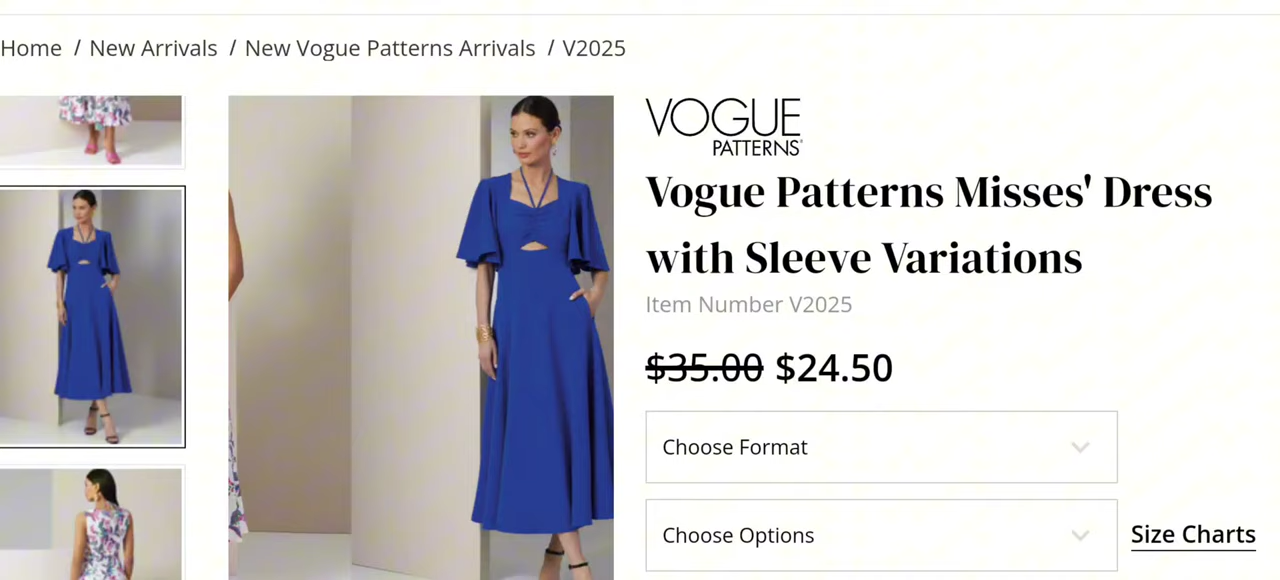 Home / New Arrivals / New Vogue Patterns Arrivals / V2025
VOGUE
PATTERNS
Vogue Patterns Misses' Dress
with Sleeve Variations
Item Number V2025
$35.00 $24.50
Choose Format
Choose Options
Size Charts